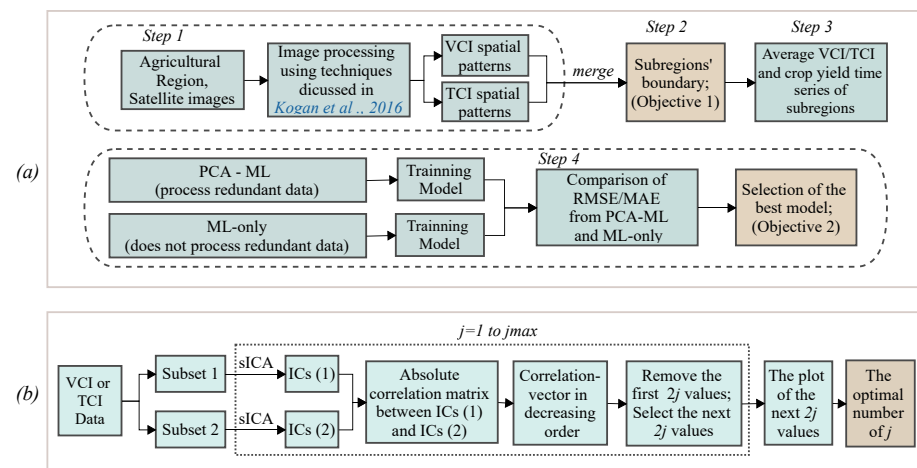 Step 1
Agricultural
Region,
Satellite images
Image processing
using techniques
dicussed in
Kogan et al ., 2016
VCI spatial
patterns
TCI spatial
patterns
merge
Step 2
Subregions'
boundary;
(Objective 1)
Step 3
Average VCI/TCI
and crop yield time
series of
subregions
(a)
PCA - ML
(process redundant data)
Trainning
Model
ML-only
(does not process redundant data)
Trainning
Model
Step 4
Comparison of
RMSE/MAE
from PCA-ML
and ML-only
Selection of the
best model;
(Objective 2)
(b)
j=1 to jmax
VCI or
TCI
Data
Subset 1
sICA
ICs (1)
Subset 2
sICA
ICs (2)
Absolute
correlation matrix
between ICs (1)
and ICs (2)
Correlation-
vector in
decreasing
order
Remove the
first 2j values;
Select the next
2j values
The plot
of the
next 2j
values
The
optimal
number
of j